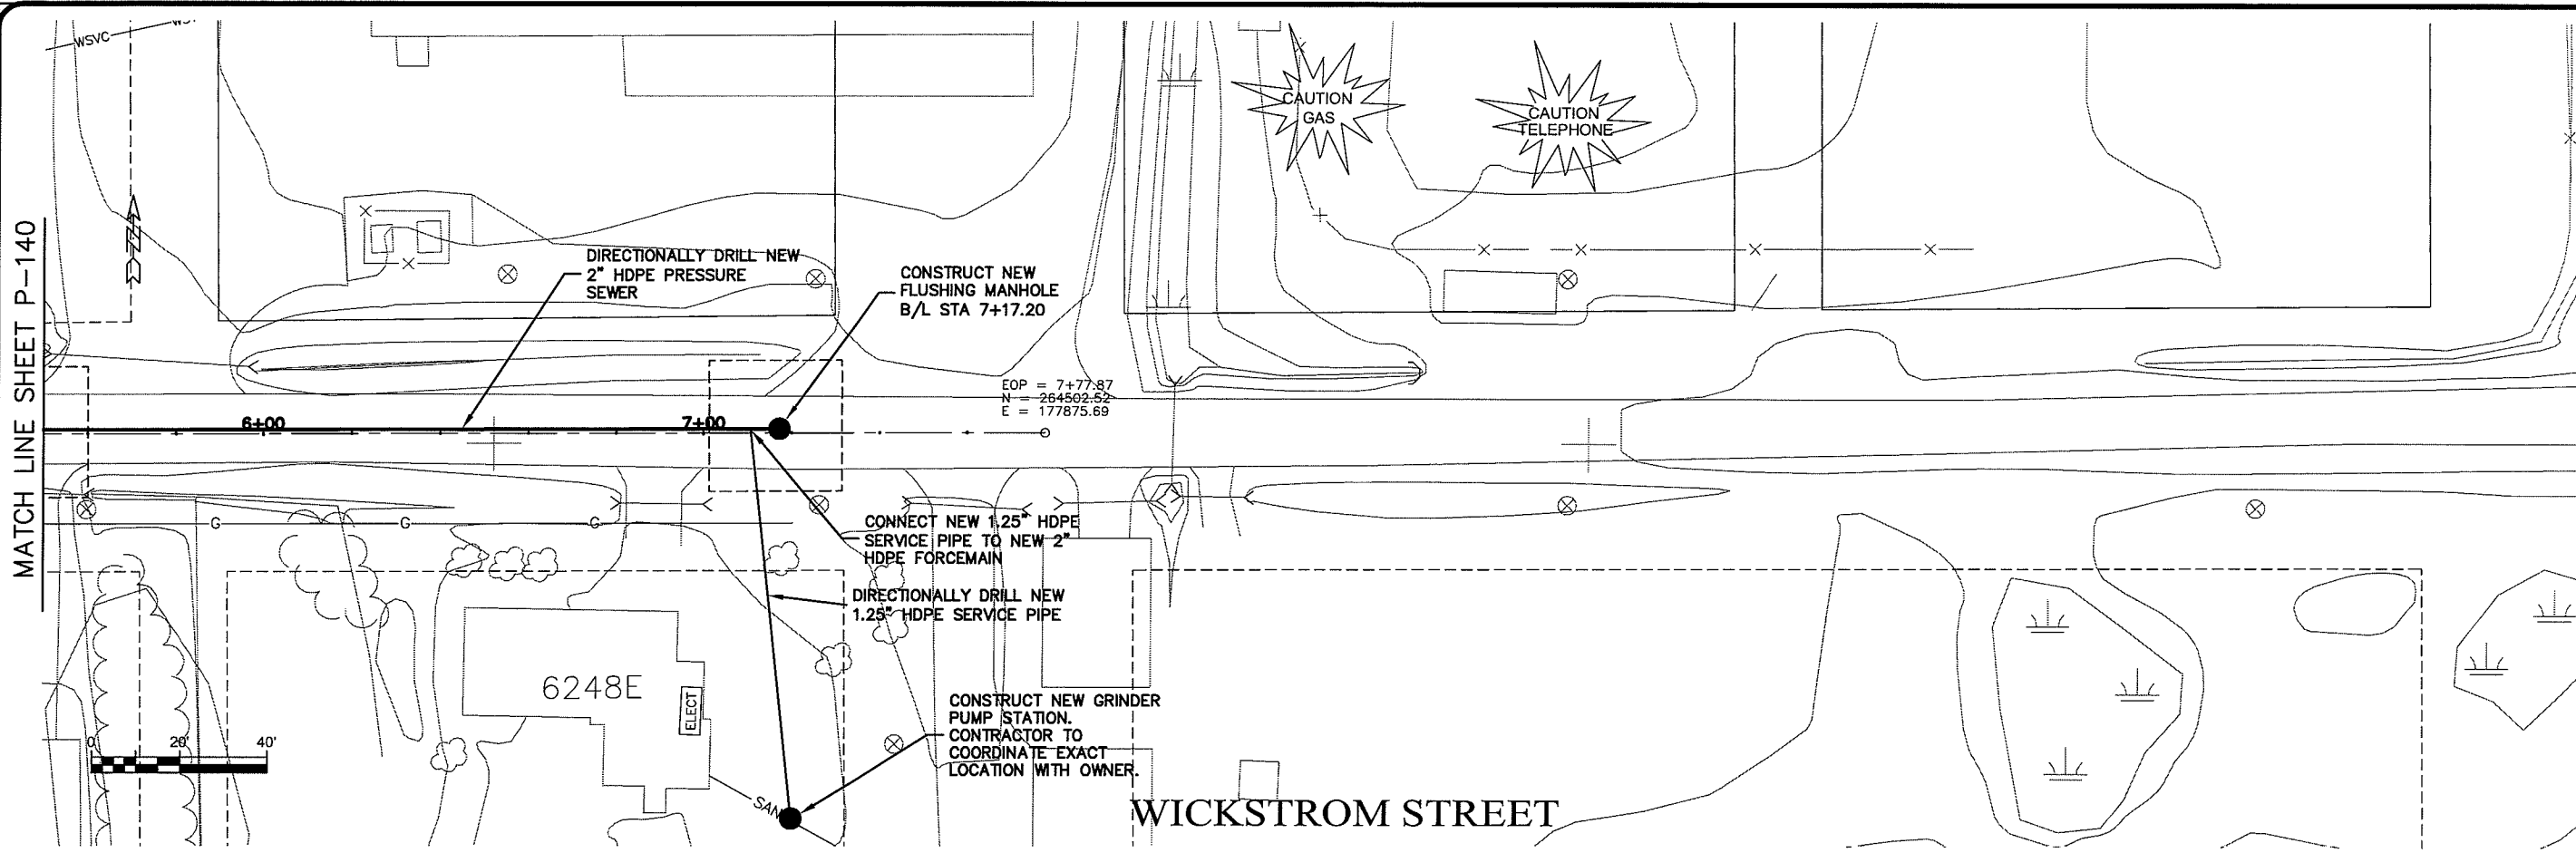 WSVC
WSV
CAUTION
GAS
CAUTION
TELEPHONE
MATCH LINE SHEET P-140
DIRECTIONALLY DRILL NEW
2" HDPE PRESSURE
SEWER
CONSTRUCT NEW
FLUSHING MANHOLE
B/L STA 7+17.20
EOP = 7+77.87
N = 264502.52
E = 177875.69
6+00
7+00
G
G
G
CONNECT NEW 1.25" HDPE
SERVICE PIPE TO NEW 2"
HDPE FORCEMAIN
DIRECTIONALLY DRILL NEW
1.25" HDPE SERVICE PIPE
6248E
ELECT
CONSTRUCT NEW GRINDER
PUMP STATION.
CONTRACTOR TO
COORDINATE EXACT
LOCATION WITH OWNER.
0 20' 40'
SAN
WICKSTROM STREET